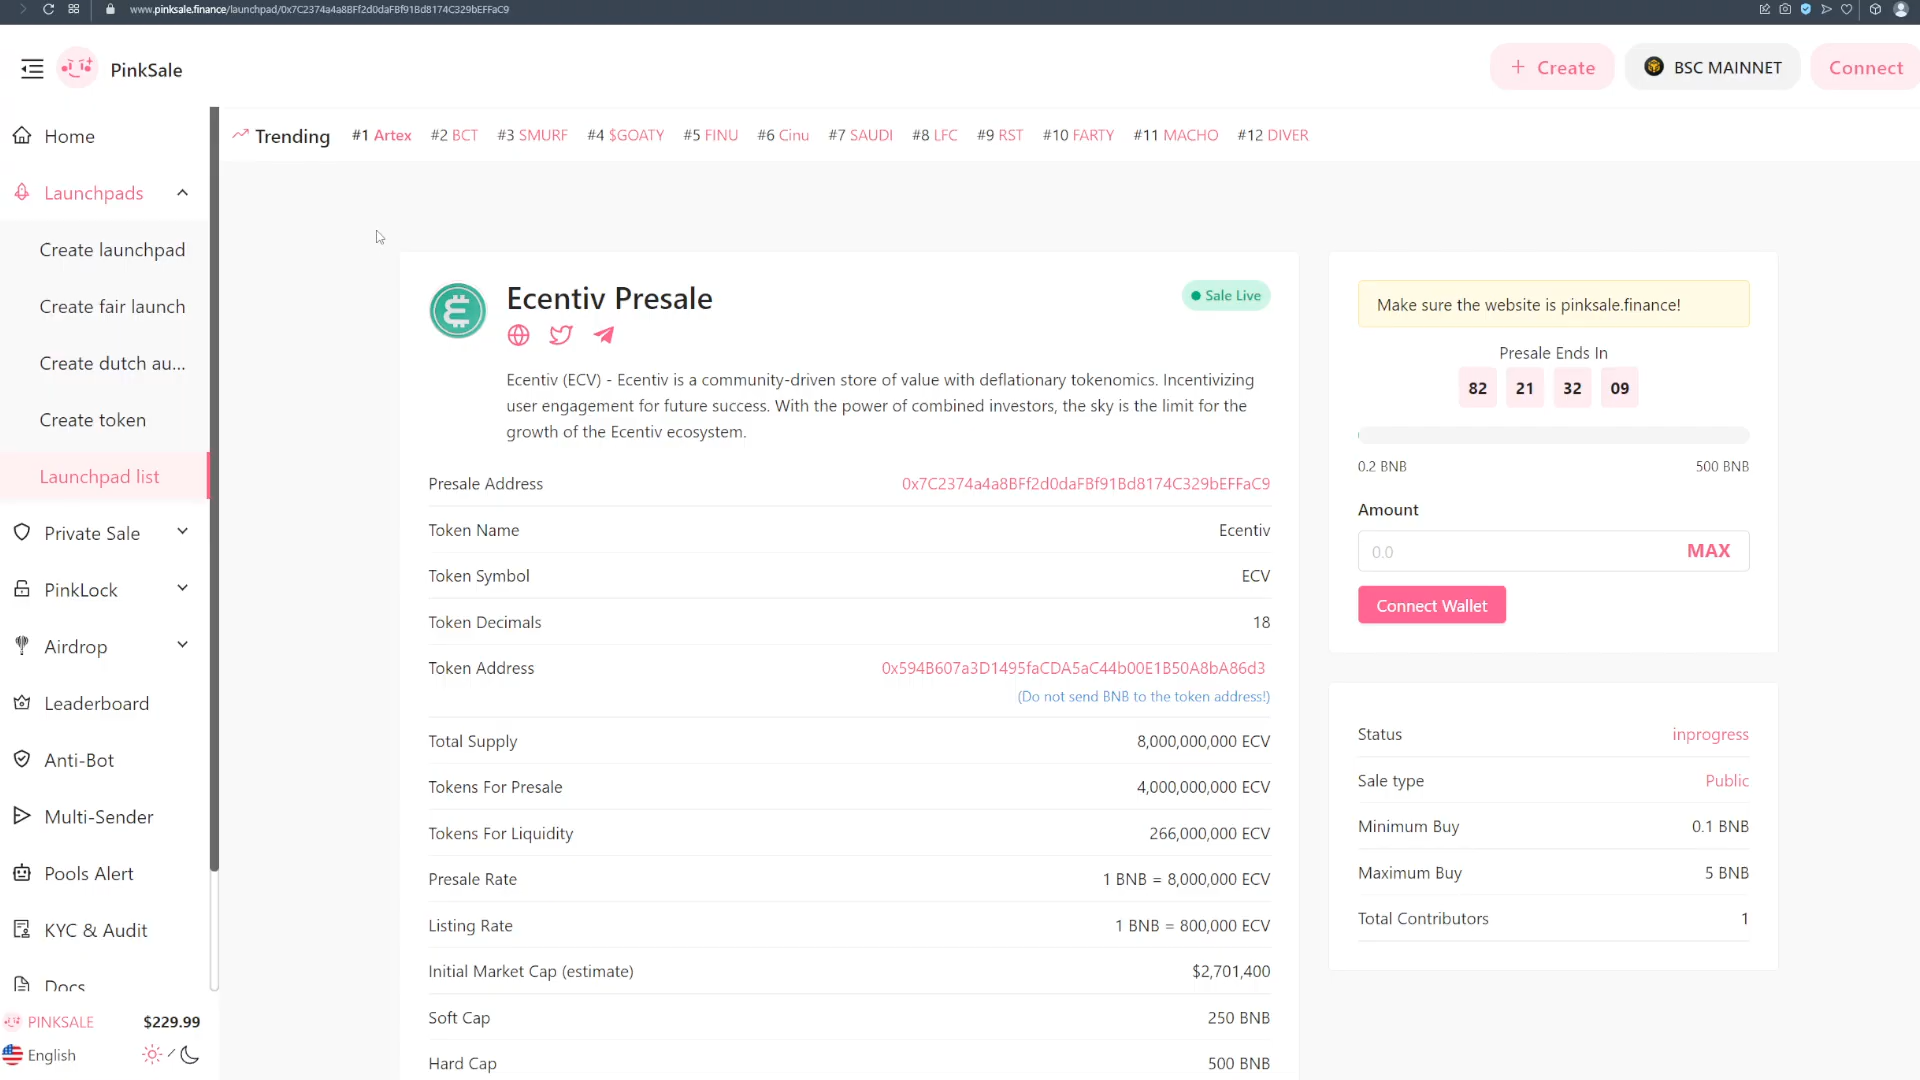 www.pinksale.finance/launchpad/0x7C2374a4a8BFf2d0daFBf91Bd8174C329bEFFaC9
PinkSale
Create
BSC MAINNET
Connect
Home
Launchpads
Create launchpad
Create fair launch
Create dutch au...
Create token
Launchpad list
Private Sale
PinkLock
Airdrop
Leaderboard
Anti-Bot
Multi-Sender
Pools Alert
KYC & Audit
Docs
PINKSALE $229.99
English
Trending #1 Artex #2 BCT #3 SMURF #4 $GOATY #5 FINU #6 Cinu #7 SAUDI #8 LFC #9 RST #10 FARTY #11 MACHO #12 DIVER
Ecentiv Presale
Sale Live
Ecentiv (ECV) - Ecentiv is a community-driven store of value with deflationary tokenomics. Incentivizing
user engagement for future success. With the power of combined investors, the sky is the limit for the
growth of the Ecentiv ecosystem.
Presale Address 0x7C2374a4a8BFf2d0daFBf91Bd8174C329bEFFaC9
Token Name Ecentiv
Token Symbol ECV
Token Decimals 18
Token Address 0x594B607a3D1495faCDA5aC44b00E1B50A8bA86d3
(Do not send BNB to the token address!)
Total Supply 8,000,000,000 ECV
Tokens For Presale 4,000,000,000 ECV
Tokens For Liquidity 266,000,000 ECV
Presale Rate 1 BNB = 8,000,000 ECV
Listing Rate 1 BNB = 800,000 ECV
Initial Market Cap (estimate) $2,701,400
Soft Cap 250 BNB
Hard Cap 500 BNB
Make sure the website is pinksale.finance!
Presale Ends In
82 21 32 09
0.2 BNB 500 BNB
Amount
0.0 MAX
Connect Wallet
Status inprogress
Sale type Public
Minimum Buy 0.1 BNB
Maximum Buy 5 BNB
Total Contributors 1